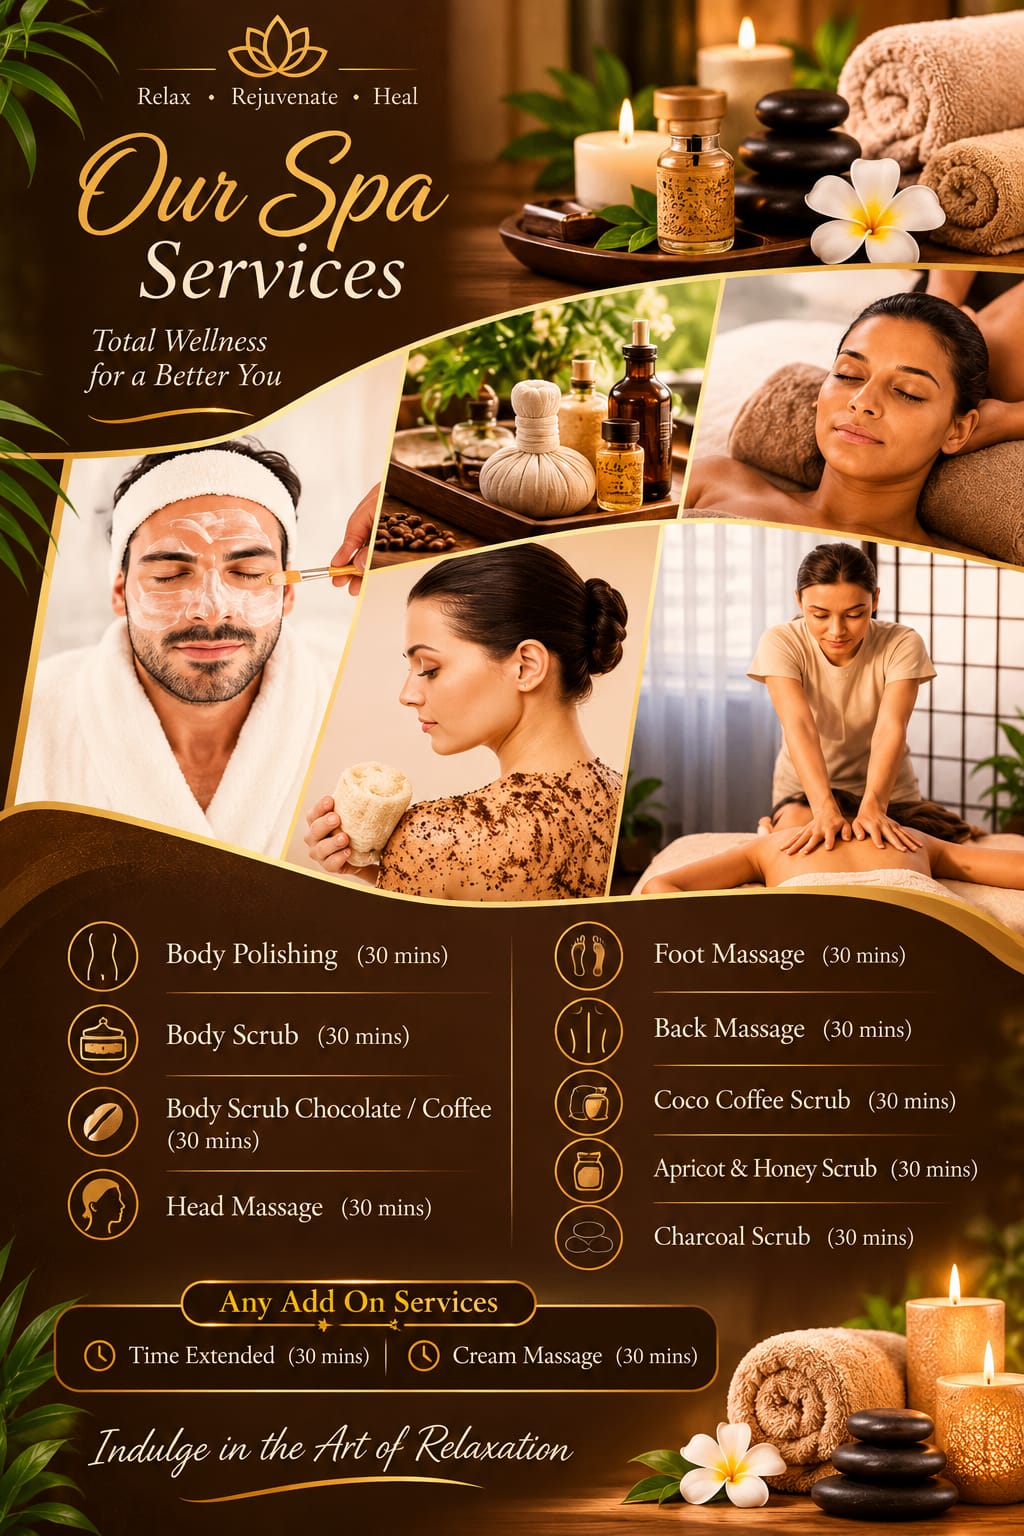 Relax • Rejuvenate • Heal
Our Spa
Services
Total Wellness
for a Better You
Body Polishing (30 mins)
Body Scrub (30 mins)
Body Scrub Chocolate / Coffee
(30 mins)
Head Massage (30 mins)
Foot Massage (30 mins)
Back Massage (30 mins)
Coco Coffee Scrub (30 mins)
Apricot & Honey Scrub (30 mins)
Charcoal Scrub (30 mins)
Any Add On Services
Time Extended (30 mins)
Cream Massage (30 mins)
Indulge in the Art of Relaxation